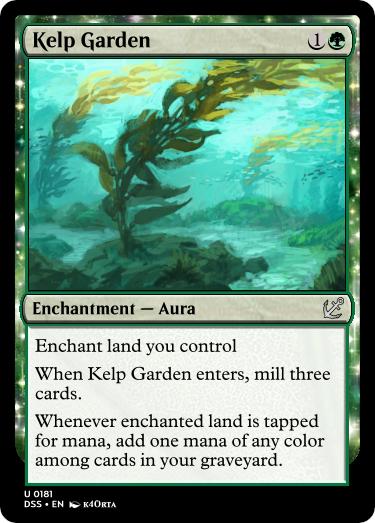 Kelp Garden 1
Enchantment — Aura
Enchant land you control
When Kelp Garden enters, mill three
cards.
Whenever enchanted land is tapped
for mana, add one mana of any color
among cards in your graveyard.
U 0181
DSS • EN K4ORTA